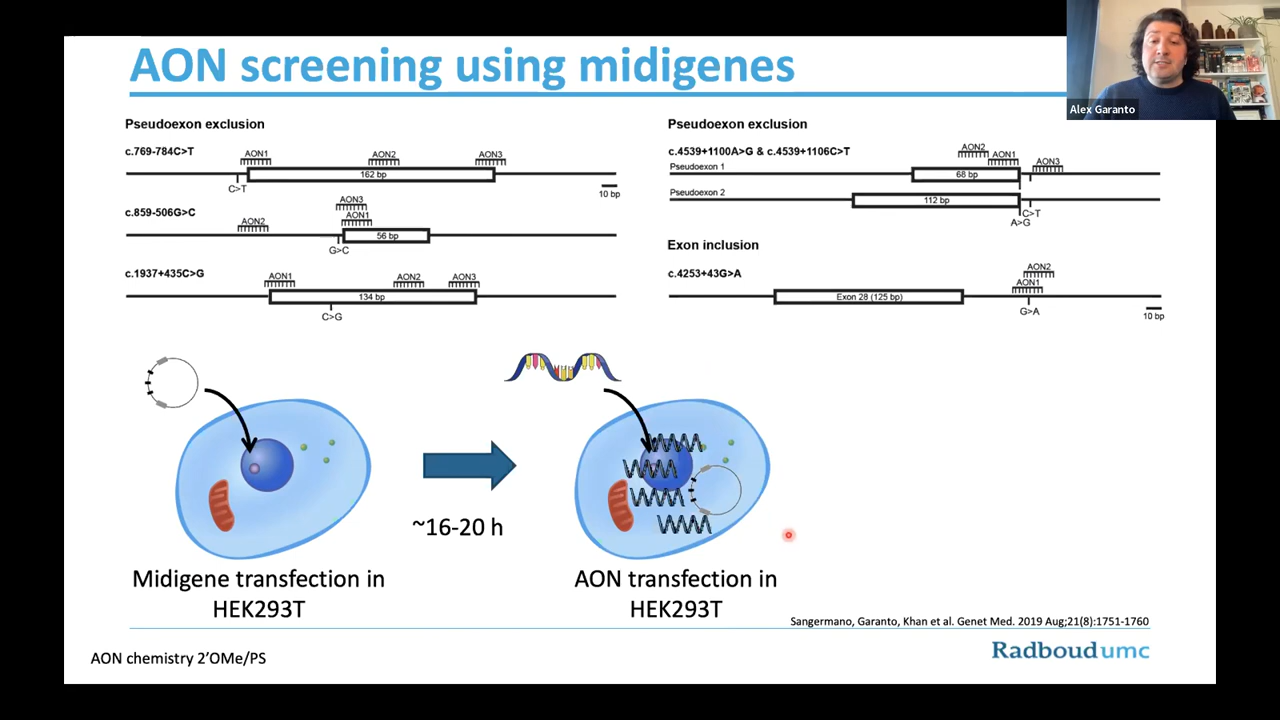 AON screening using midigenes
Alex Garanto
Pseudoexon exclusion
c.769-784C>T
AON1
AON2
AON3
162 bp
C>T
10 bp
c.859-506G>C
AON3
AON2
AON1
56 bp
G>C
c.1937+435C>G
AON1
AON2
AON3
134 bp
C>G
Pseudoexon exclusion
c.4539+1100A>G & c.4539+1106C>T
AON2
AON1
AON3
Pseudoexon 1
68 bp
Pseudoexon 2
112 bp
C>T
A>G
Exon inclusion
c.4253+43G>A
AON2
AON1
Exon 28 (125 bp)
G>A
10 bp
~16-20 h
Midigene transfection in
HEK293T
AON transfection in
HEK293T
Sangermano, Garanto, Khan et al. Genet Med. 2019 Aug;21(8):1751-1760
AON chemistry 2'OMe/PS
Radboudumc